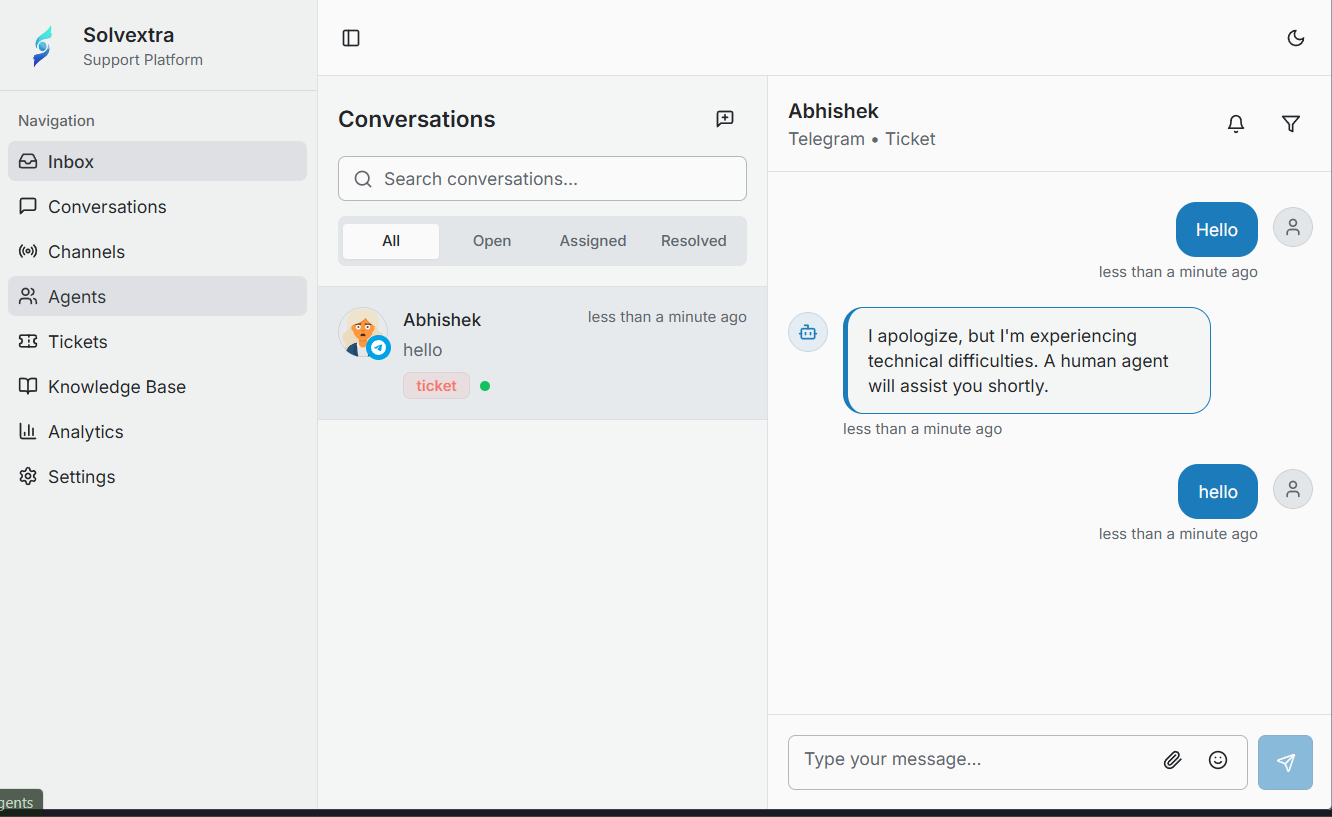 Solvextra
Support Platform
Navigation
Inbox
Conversations
Channels
Agents
Tickets
Knowledge Base
Analytics
Settings
gents
Conversations
Search conversations...
All
Open
Assigned
Resolved
Abhishek
less than a minute ago
hello
ticket
Abhishek
Telegram • Ticket
Hello
less than a minute ago
I apologize, but I'm experiencing
technical difficulties. A human agent
will assist you shortly.
less than a minute ago
hello
less than a minute ago
Type your message...